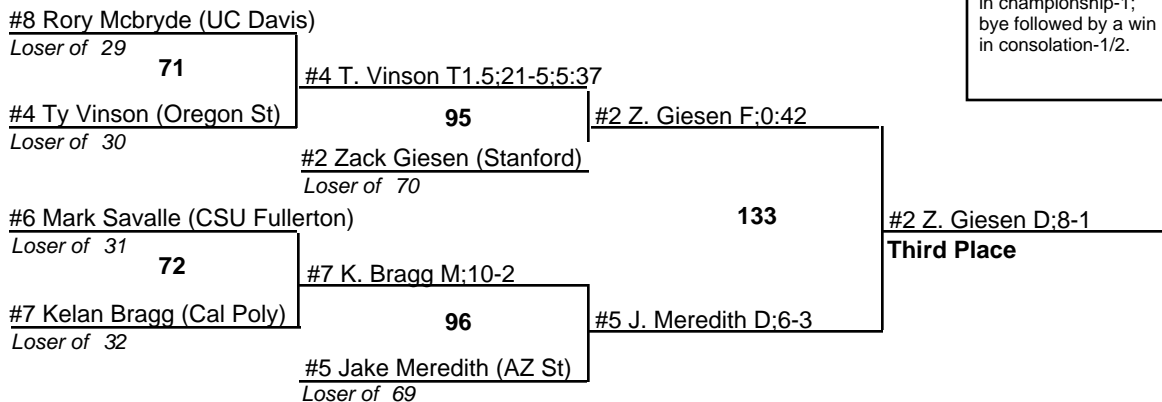 in championship-1;
bye followed by a win
in consolation-1/2.
#8 Rory Mcbryde (UC Davis)
Loser of 29
71
#4 T. Vinson T1.5;21-5;5:37
#4 Ty Vinson (Oregon St)
Loser of 30
95
#2 Z. Giesen F;0:42
#2 Zack Giesen (Stanford)
Loser of 70
#6 Mark Savalle (CSU Fullerton)
Loser of 31
133
#2 Z. Giesen D;8-1
Third Place
72
#7 K. Bragg M;10-2
#7 Kelan Bragg (Cal Poly)
Loser of 32
96
#5 J. Meredith D;6-3
#5 Jake Meredith (AZ St)
Loser of 69